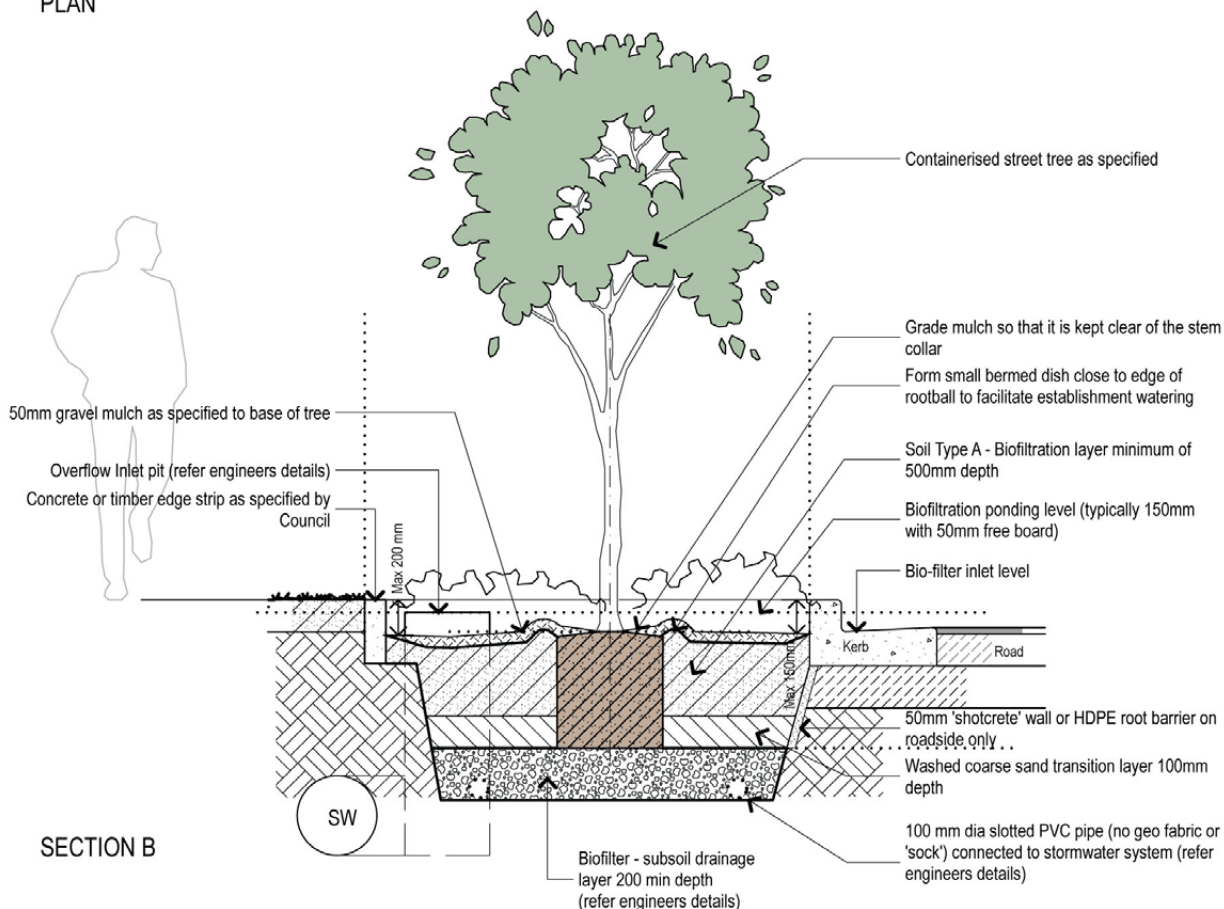 PLAN
Containerised street tree as specified
Grade mulch so that it is kept clear of the stem
collar
Form small bermed dish close to edge of
rootball to facilitate establishment watering
50mm gravel mulch as specified to base of tree
Soil Type A - Biofiltration layer minimum of
500mm depth
Overflow Inlet pit (refer engineers details)
Concrete or timber edge strip as specified by
Council
Biofiltration ponding level (typically 150mm
with 50mm free board)
Max 200 mm
Bio-filter inlet level
Kerb
Road
Max 150mm
50mm 'shotcrete' wall or HDPE root barrier on
roadside only
Washed coarse sand transition layer 100mm
depth
SW
SECTION B
100 mm dia slotted PVC pipe (no geo fabric or
'sock') connected to stormwater system (refer
engineers details)
Biofilter - subsoil drainage
layer 200 min depth
(refer engineers details)